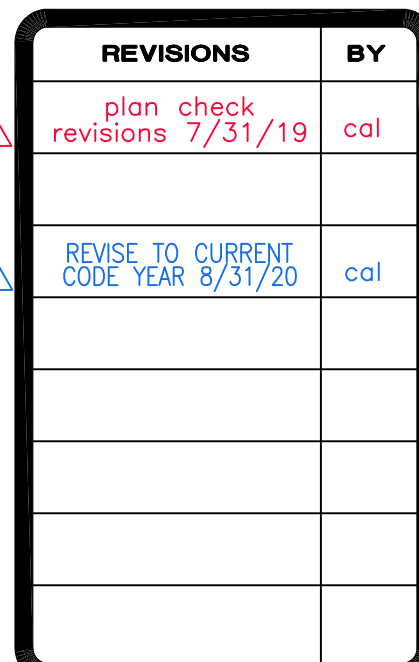 REVISIONS BY
plan check
revisions 7/31/19 cal
REVISE TO CURRENT
CODE YEAR 8/31/20 cal